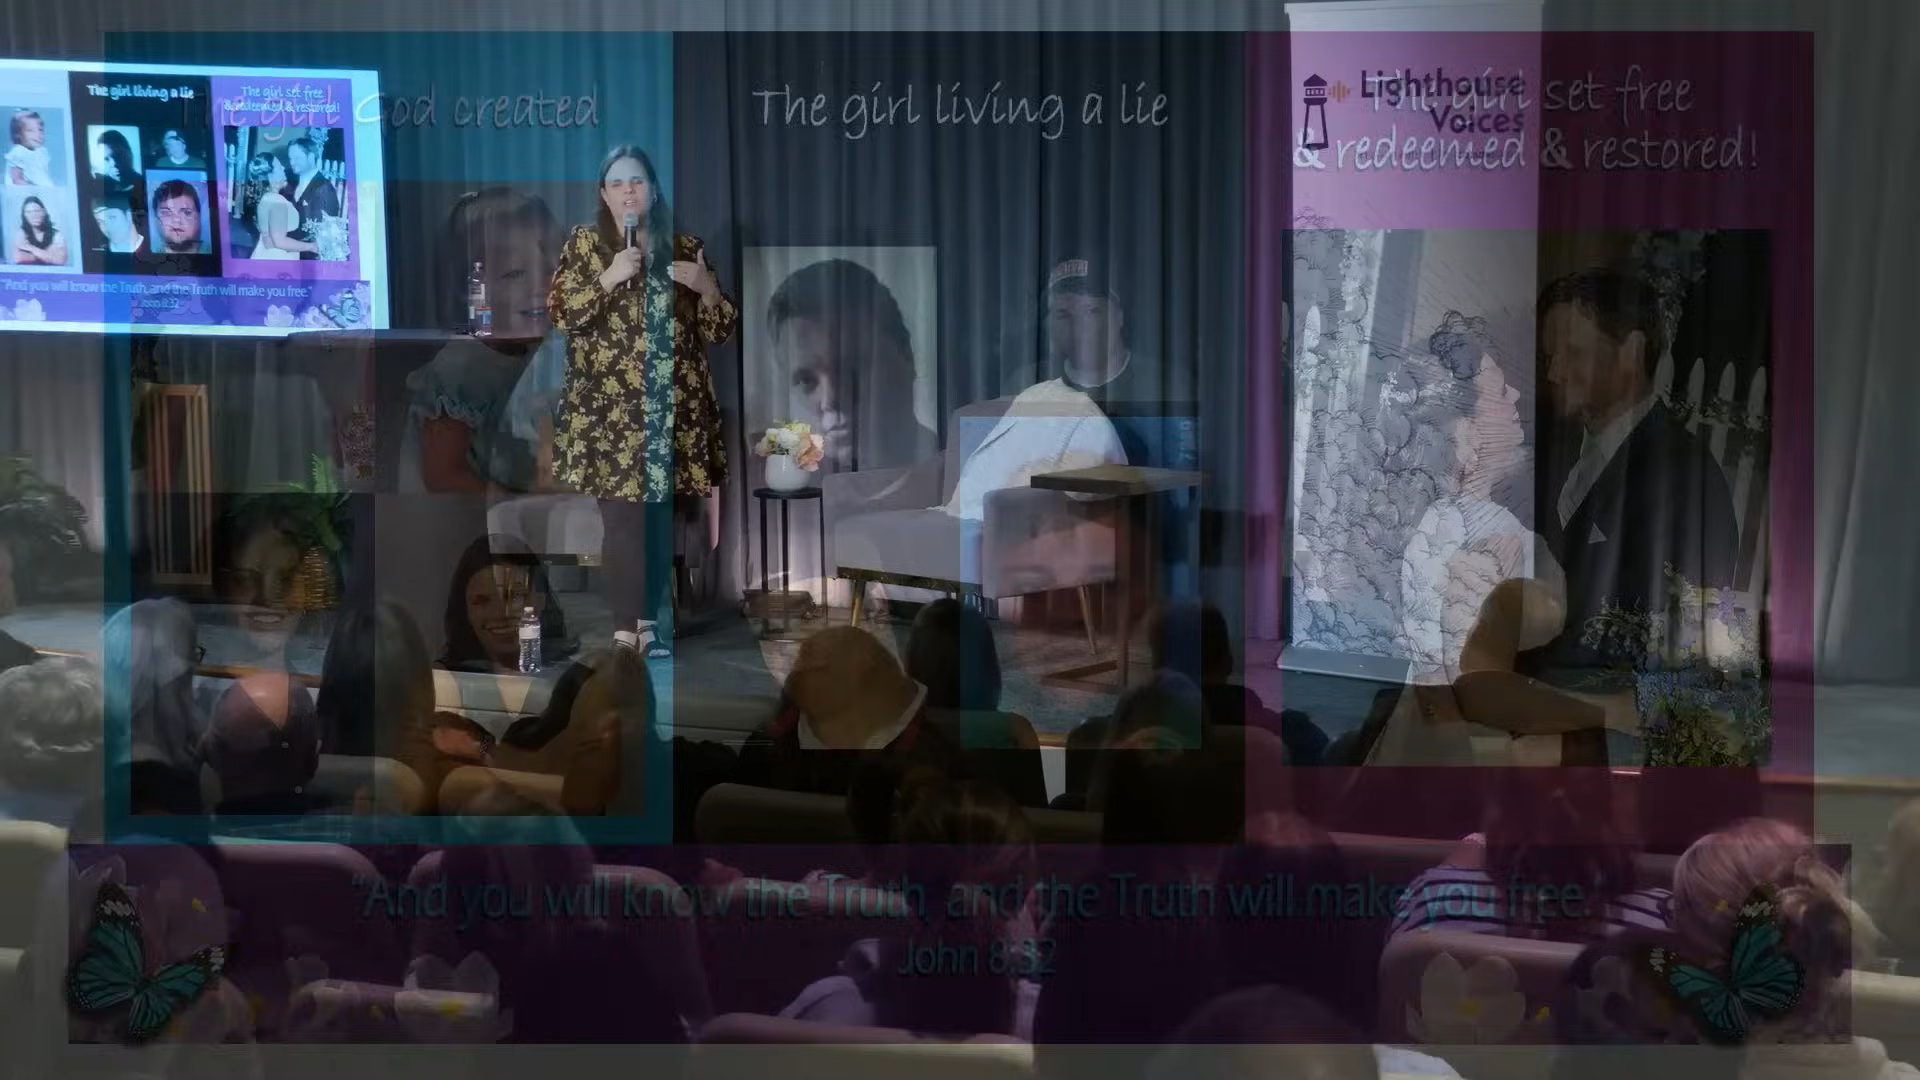 The girl God created
The girl living a lie
The girl set free
& redeemed & restored!
Lighthouse
Voices
The girl living a lie
The girl set free
& redeemed & restored!
"And you will know the Truth, and the Truth will make you free."
John 8:32
"And you will know the Truth, and the Truth will make you free."
John 8:32